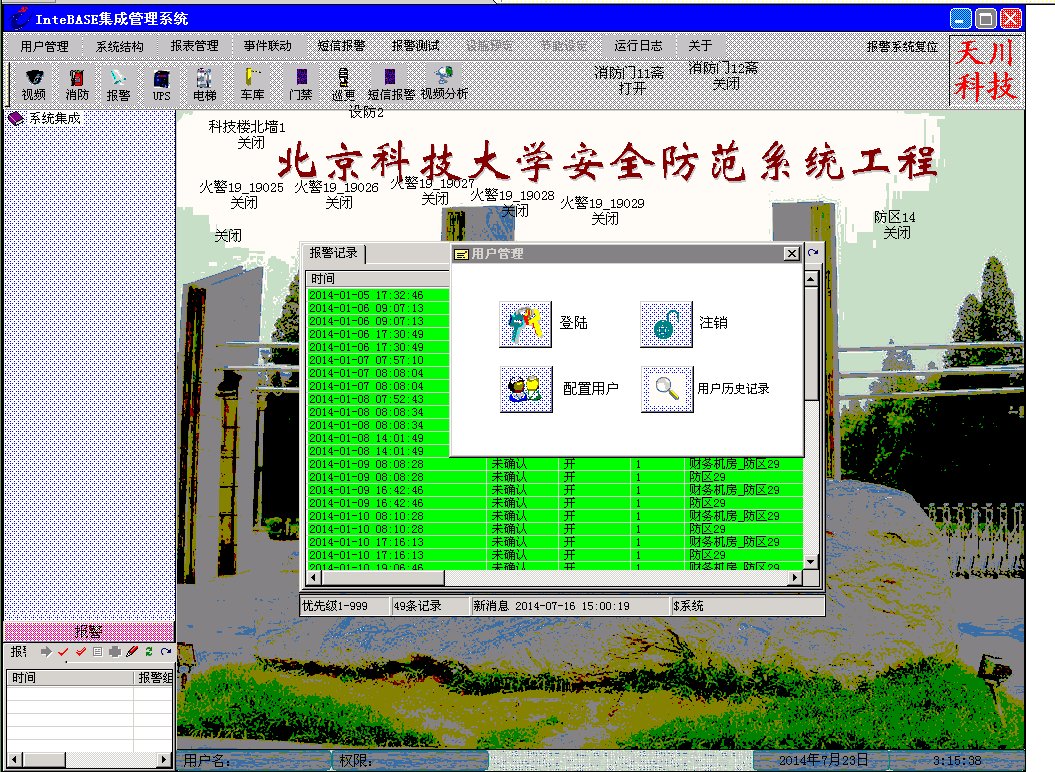 InteBASE集成管理系统
用户管理 系统结构 报表管理 事件联动 短信报警 报警测试 运行日志 关于 报警系统复位
天川
科技
视频 消防 报警 UPS 电梯 车库 门禁 巡更 短信报警 视频分析
消防门11斋
打开
消防门12斋
关闭
设防2
系统集成
科技楼北墙1
关闭
北京科技大学安全防范系统工程
火警19_19025
关闭
火警19_19026
关闭
火警19_19027
关闭
火警19_19028
关闭
火警19_19029
关闭
防区14
关闭
关闭
报警记录
时间
2014-01-05 17:32:46
2014-01-06 09:07:13
2014-01-06 09:07:13
2014-01-06 17:30:49
2014-01-06 17:30:49
2014-01-07 07:57:10
2014-01-07 08:08:04
2014-01-07 08:08:04
2014-01-08 07:52:43
2014-01-08 08:08:34
2014-01-08 08:08:34
2014-01-08 14:01:49
2014-01-08 14:01:49
2014-01-09 08:08:28 未确认 开 1 财务机房_防区29
2014-01-09 08:08:28 未确认 开 1 防区29
2014-01-09 16:42:46 未确认 开 1 财务机房_防区29
2014-01-09 16:42:46 未确认 开 1 防区29
2014-01-10 08:10:28 未确认 开 1 财务机房_防区29
2014-01-10 08:10:28 未确认 开 1 防区29
2014-01-10 17:16:13 未确认 开 1 财务机房_防区29
2014-01-10 17:16:13 未确认 开 1 防区29
2014-01-10 19:06:46 未确认 开 1 财务机房_防区29
用户管理
登陆 注销
配置用户 用户历史记录
优先级1-999 49条记录 新消息 2014-07-16 15:00:19 $系统
报警
报
时间 报警组
用户名: 权限: 2014年7月23日 3:15:38